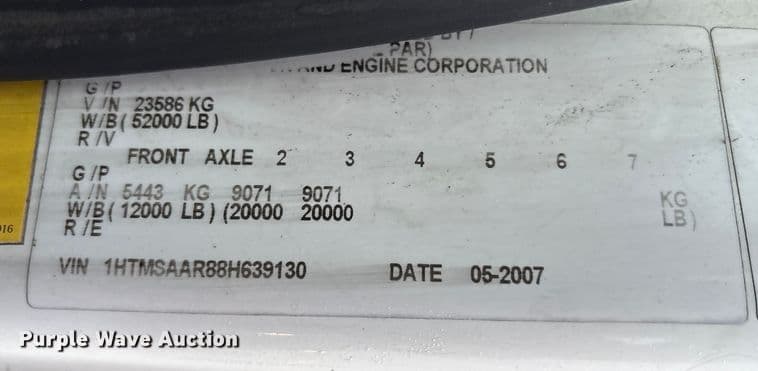 PAR)
ENGINE CORPORATION
G/P
V/N 23586 KG
W/B( 52000 LB)
R/V
FRONT AXLE 2 3 4 5 6 7
G/P
A/N 5443 KG 9071 9071 KG
W/B( 12000 LB) (20000 20000 LB)
R/E
VIN 1HTMSAAR88H639130 DATE 05-2007
Purple Wave Auction